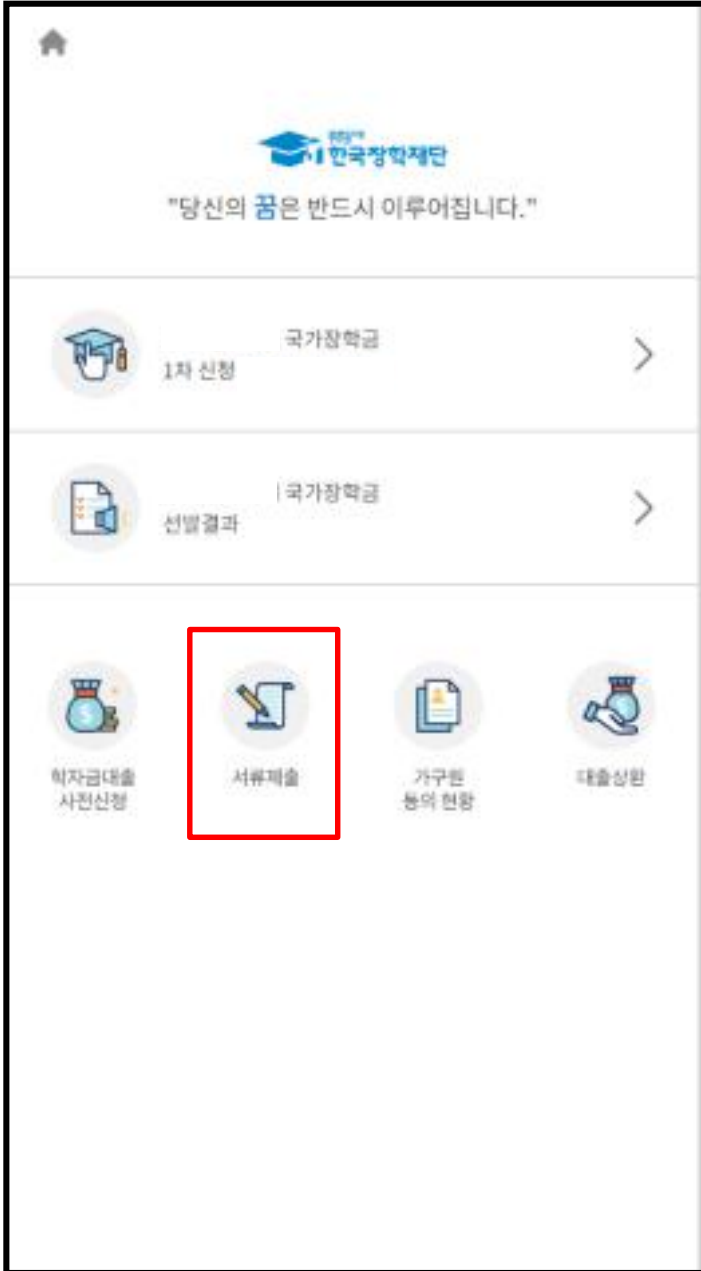 한국장학재단
"당신의 꿈은 반드시 이루어집니다."
국가장학금
1차 신청
국가장학금
선발결과
학자금대출
사전신청
서류제출
가구원
동의 현황
대출상환